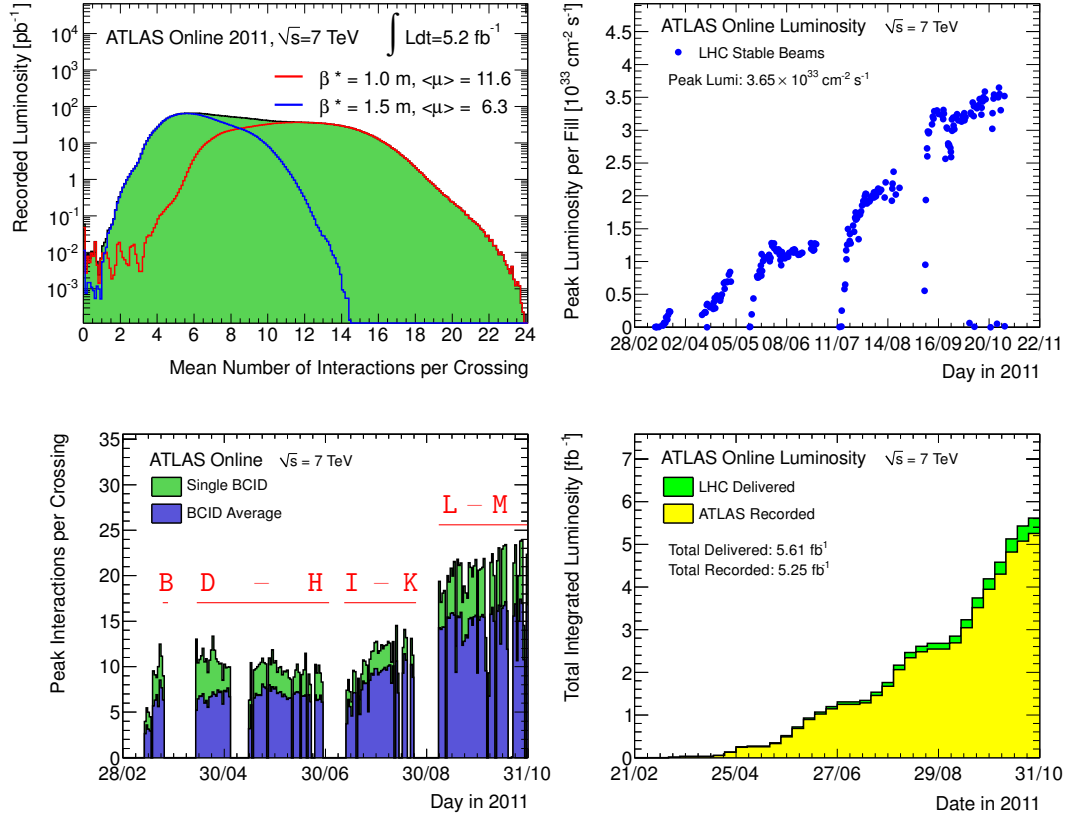 ATLAS Online 2011, √s=7 TeV ∫ Ldt=5.2 fb⁻¹
β* = 1.0 m, <μ> = 11.6
β* = 1.5 m, <μ> = 6.3
Recorded Luminosity [pb⁻¹]
10⁴
10³
10²
10
1
10⁻¹
10⁻²
10⁻³
0 2 4 6 8 10 12 14 16 18 20 22 24
Mean Number of Interactions per Crossing
ATLAS Online Luminosity √s = 7 TeV
LHC Stable Beams
Peak Lumi: 3.65 × 10³³ cm⁻² s⁻¹
Peak Luminosity per Fill [10³³ cm⁻² s⁻¹]
4.5
4
3.5
3
2.5
2
1.5
1
0.5
0
28/02 02/04 05/05 08/06 11/07 14/08 16/09 20/10 22/11
Day in 2011
ATLAS Online √s = 7 TeV
Single BCID
BCID Average
B D – H I – K L – M
Peak Interactions per Crossing
35
30
25
20
15
10
5
0
28/02 30/04 30/06 30/08 31/10
Day in 2011
ATLAS Online Luminosity √s = 7 TeV
LHC Delivered
ATLAS Recorded
Total Delivered: 5.61 fb¹
Total Recorded: 5.25 fb¹
Total Integrated Luminosity [fb⁻¹]
7
6
5
4
3
2
1
0
21/02 25/04 27/06 29/08 31/10
Date in 2011